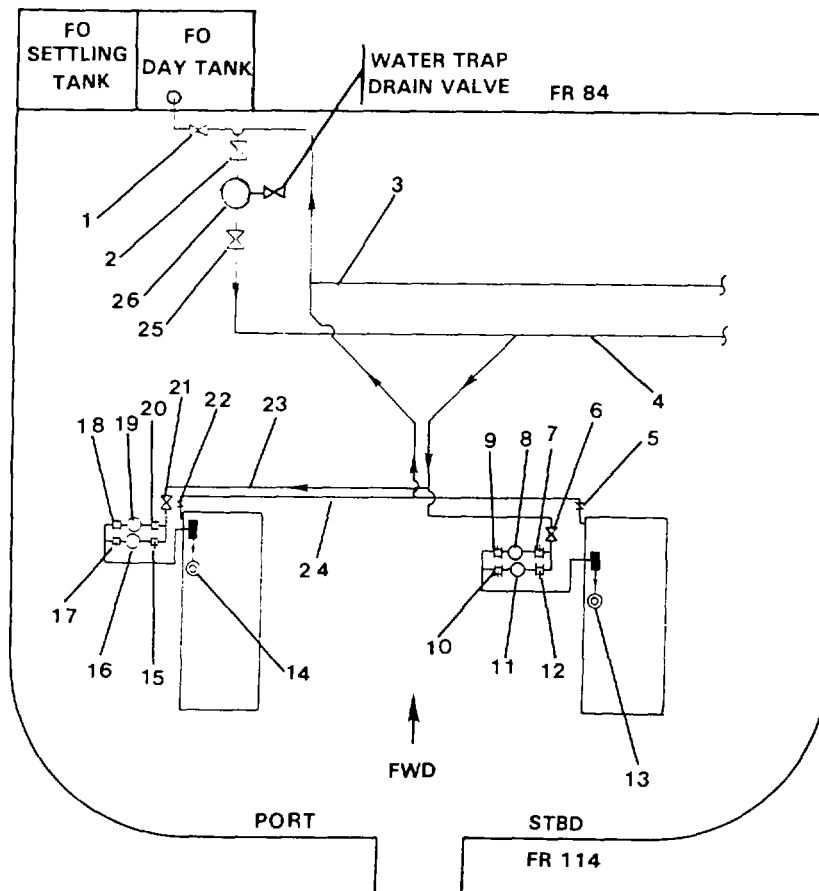 FO
SETTLING
TANK
FO
DAY TANK
WATER TRAP
DRAIN VALVE
FR 84
1
2
26
25
3
4
21
22
20
19
18
23
6
7
8
9
5
24
17
16
15
14
10
11
12
13
FWD
PORT
STBD
FR 114